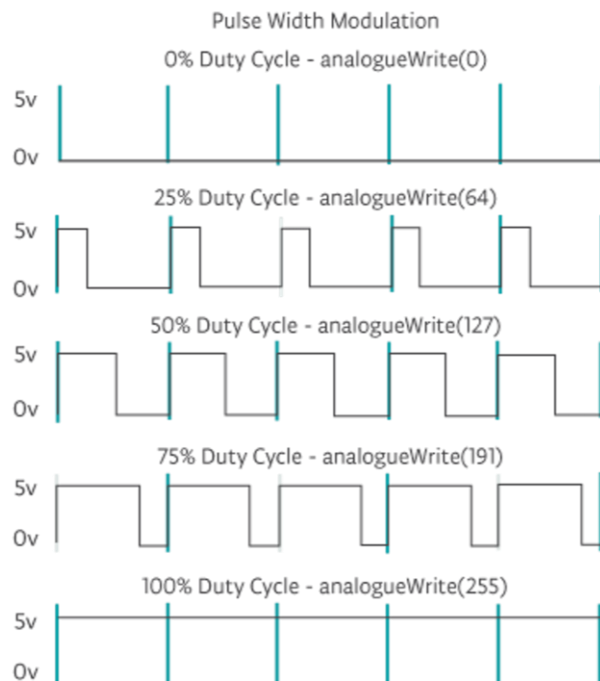 Pulse Width Modulation
0% Duty Cycle - analogueWrite(0)
5v
0v
25% Duty Cycle - analogueWrite(64)
5v
0v
50% Duty Cycle - analogueWrite(127)
5v
0v
75% Duty Cycle - analogueWrite(191)
5v
0v
100% Duty Cycle - analogueWrite(255)
5v
0v